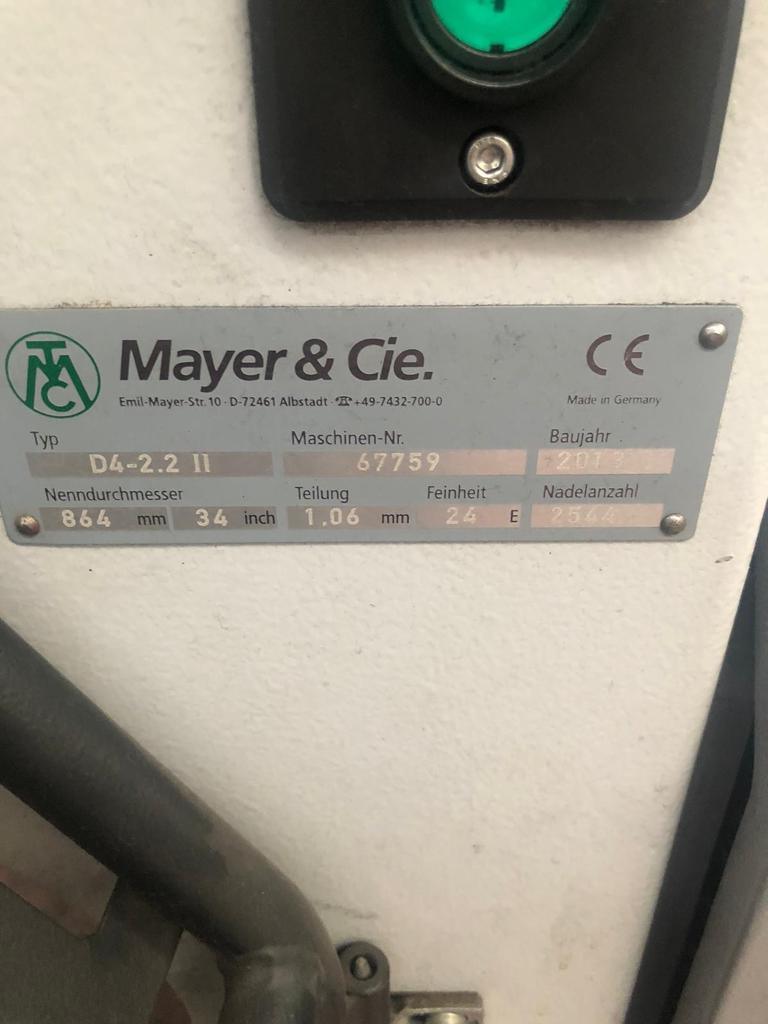 TMC
Mayer & Cie.
CE
Emil-Mayer-Str. 10 · D-72461 Albstadt · ☎ +49-7432-700-0
Made in Germany
Typ Maschinen-Nr. Baujahr
D4-2.2 II 67759
Nenndurchmesser Teilung Feinheit Nadelanzahl
864 mm 34 inch 1,06 mm 24 E 2544